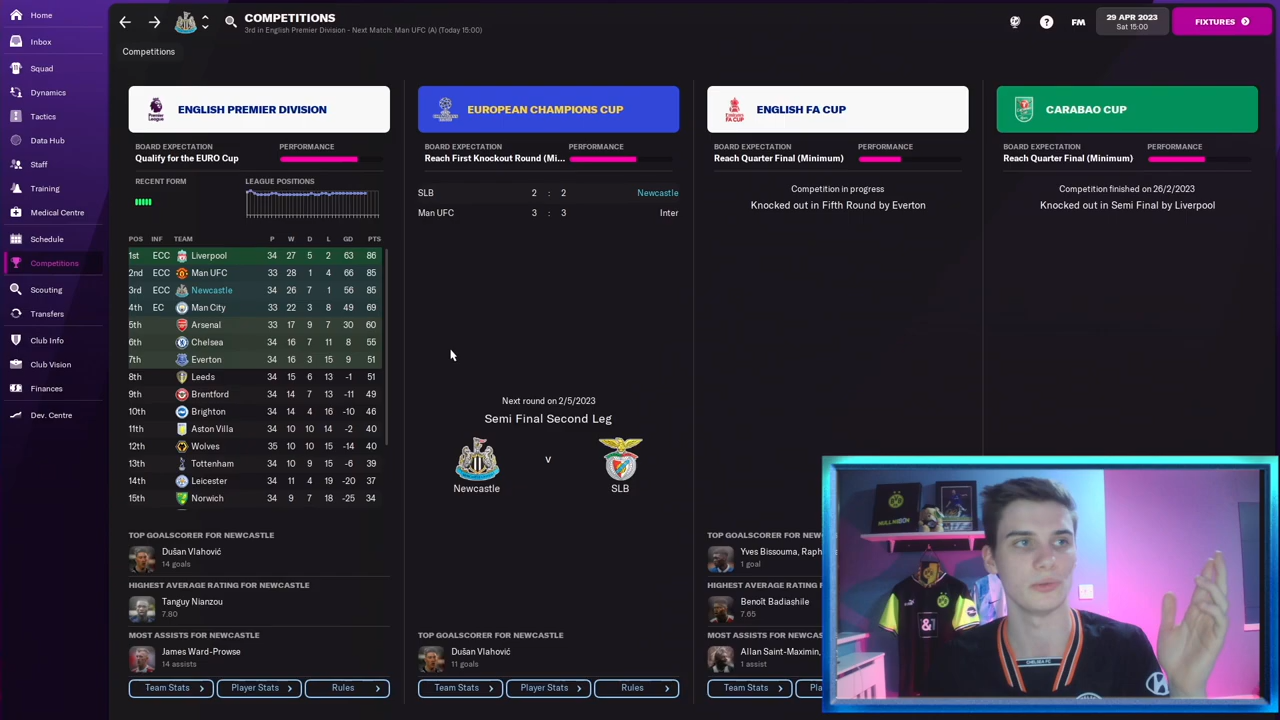 Home
Inbox
Squad
Dynamics
Tactics
Data Hub
Staff
Training
Medical Centre
Schedule
Competitions
Scouting
Transfers
Club Info
Club Vision
Finances
Dev. Centre
COMPETITIONS
3rd in English Premier Division - Next Match: Man UFC (A) (Today 15:00)
FM
29 APR 2023
Sat 15:00
FIXTURES
Competitions
ENGLISH PREMIER DIVISION
BOARD EXPECTATION PERFORMANCE
Qualify for the EURO Cup
RECENT FORM LEAGUE POSITIONS
POS INF TEAM P W D L GD PTS
1st ECC Liverpool 34 27 5 2 63 86
2nd ECC Man UFC 33 28 1 4 66 85
3rd ECC Newcastle 34 26 7 1 56 85
4th EC Man City 33 22 3 8 49 69
5th Arsenal 33 17 9 7 30 60
6th Chelsea 34 16 7 11 8 55
7th Everton 34 16 3 15 9 51
8th Leeds 34 15 6 13 -1 51
9th Brentford 34 14 7 13 -11 49
10th Brighton 34 14 4 16 -10 46
11th Aston Villa 34 10 10 14 -2 40
12th Wolves 35 10 10 15 -14 40
13th Tottenham 34 10 9 15 -6 39
14th Leicester 34 11 4 19 -20 37
15th Norwich 34 9 7 18 -25 34
TOP GOALSCORER FOR NEWCASTLE
Dušan Vlahović
14 goals
HIGHEST AVERAGE RATING FOR NEWCASTLE
Tanguy Nianzou
7.80
MOST ASSISTS FOR NEWCASTLE
James Ward-Prowse
14 assists
Team Stats Player Stats Rules
EUROPEAN CHAMPIONS CUP
BOARD EXPECTATION PERFORMANCE
Reach First Knockout Round (Mi...
SLB 2 : 2 Newcastle
Man UFC 3 : 3 Inter
Next round on 2/5/2023
Semi Final Second Leg
v
Newcastle SLB
TOP GOALSCORER FOR NEWCASTLE
Dušan Vlahović
11 goals
Team Stats Player Stats Rules
ENGLISH FA CUP
BOARD EXPECTATION PERFORMANCE
Reach Quarter Final (Minimum)
Competition in progress
Knocked out in Fifth Round by Everton
TOP GOALSCORER FOR NEW
Yves Bissouma, Raph
1 goal
HIGHEST AVERAGE RATING F
Benoît Badiashile
7.65
MOST ASSISTS FOR NEWCAS
Allan Saint-Maximin,
1 assist
Team Stats Pla
CARABAO CUP
BOARD EXPECTATION PERFORMANCE
Reach Quarter Final (Minimum)
Competition finished on 26/2/2023
Knocked out in Semi Final by Liverpool
CHELSEA FC